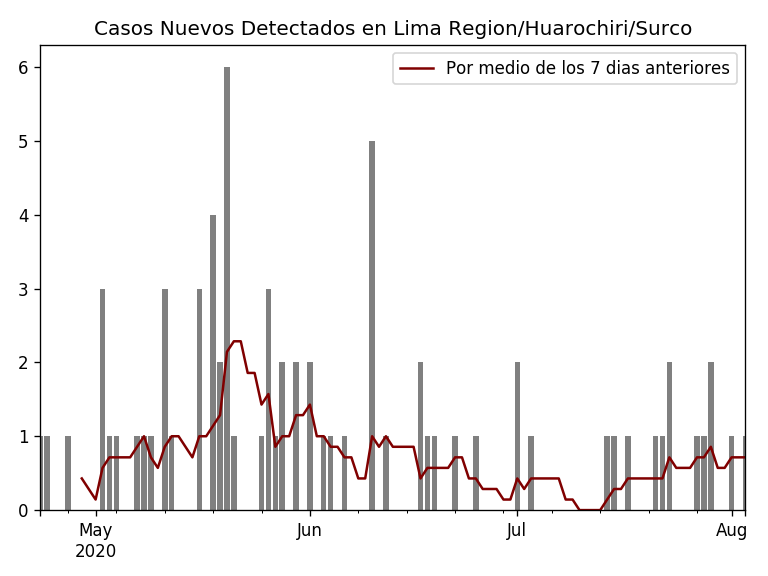 Casos Nuevos Detectados en Lima Region/Huarochiri/Surco
Por medio de los 7 dias anteriores
6
5
4
3
2
1
0
May Jun Jul Aug
2020